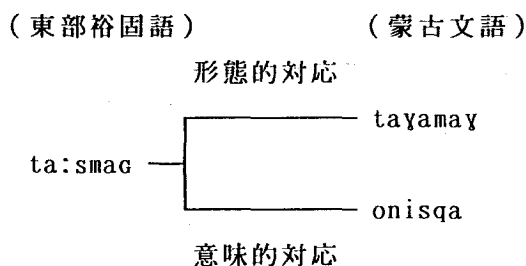 (東部裕固語) (蒙古文語)
形態的対応
taɣamaɣ
ta:smaɢ
onisqa
意味的対応